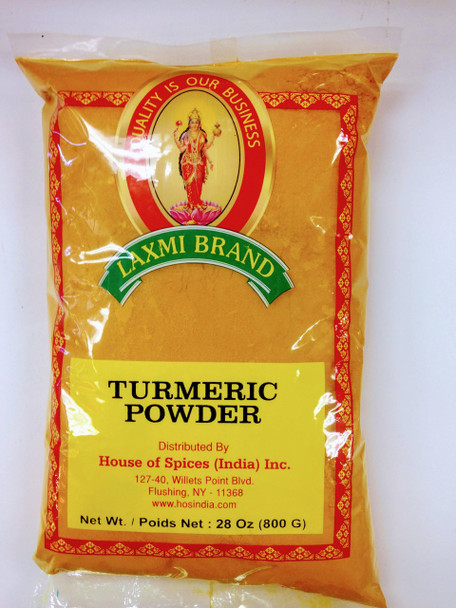 QUALITY IS OUR BUSINESS
LAXMI BRAND
TURMERIC
POWDER
Distributed By
House of Spices (India) Inc.
127-40, Willets Point Blvd.
Flushing, NY - 11368
www.hosindia.com
Net Wt. / Poids Net : 28 Oz (800 G)